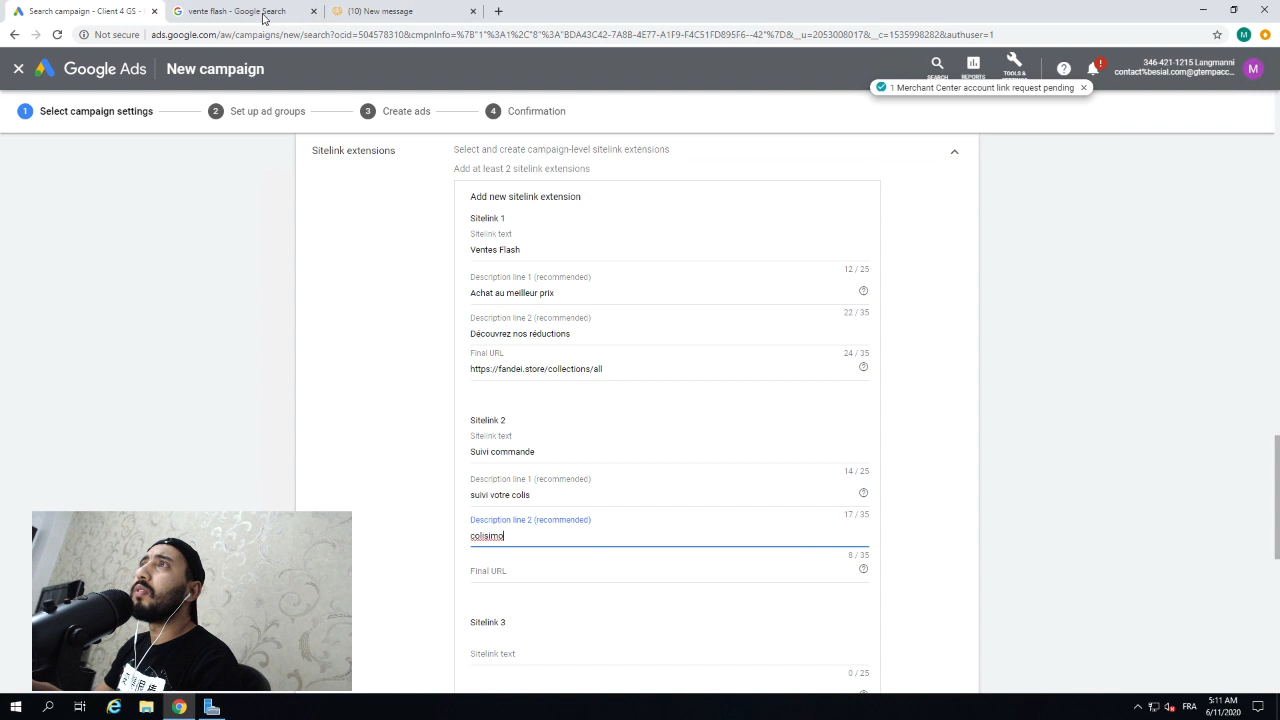 Search campaign - Client 4 GS -
vente flash - Google Search
(10) New message
Not secure
ads.google.com/aw/campaigns/new/search?ocid=504578310&cmpnInfo=%7B"1"%3A1%2C"8"%3A"BDA43C42-7A8B-4E77-A1F9-F4C51FD895F6--42"%7D&__u=2053008017&__c=1535998282&authuser=1
M
Google Ads
New campaign
SEARCH
REPORTS
TOOLS &
346-421-1215 Langmanni
contact%besial.com@gtempacc...
M
1 Merchant Center account link request pending
1 Select campaign settings
2 Set up ad groups
3 Create ads
4 Confirmation
Sitelink extensions
Select and create campaign-level sitelink extensions
Add at least 2 sitelink extensions
Add new sitelink extension
Sitelink 1
Sitelink text
Ventes Flash
12 / 25
Description line 1 (recommended)
Achat au meilleur prix
22 / 35
Description line 2 (recommended)
Découvrez nos réductions
24 / 35
Final URL
https://fandei.store/collections/all
Sitelink 2
Sitelink text
Suivi commande
14 / 25
Description line 1 (recommended)
suivi votre colis
17 / 35
Description line 2 (recommended)
colisimo
8 / 35
Final URL
Sitelink 3
Sitelink text
0 / 25
FRA
5:11 AM
6/11/2020